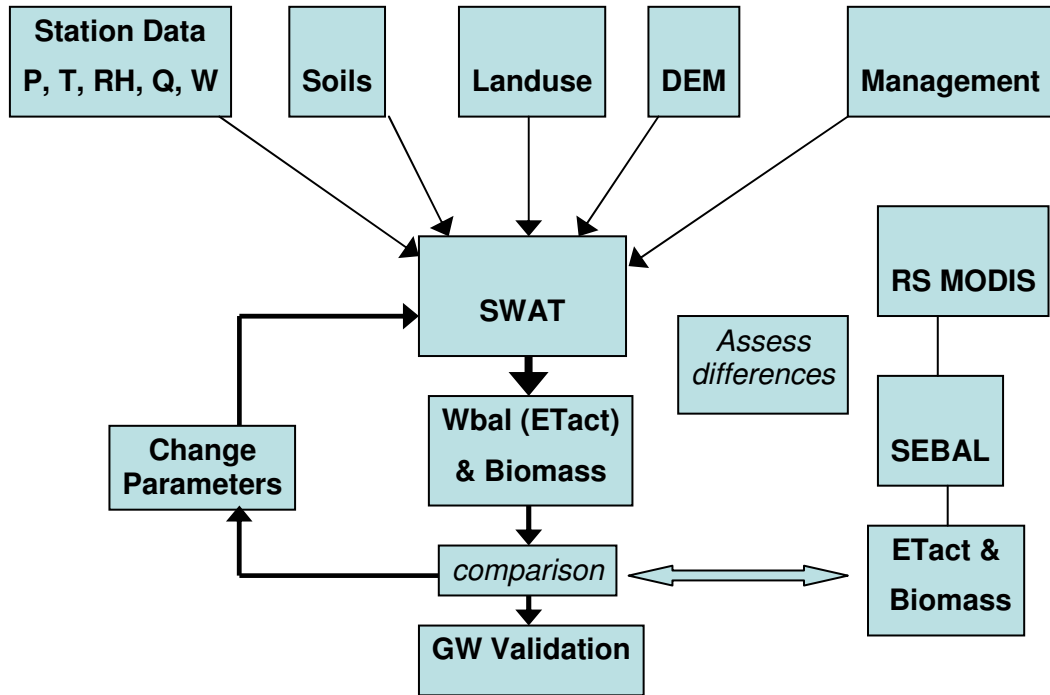 Station Data
P, T, RH, Q, W
Soils
Landuse
DEM
Management
RS MODIS
SWAT
Assess
differences
SEBAL
Wbal (ETact)
& Biomass
Change
Parameters
comparison
ETact &
Biomass
GW Validation